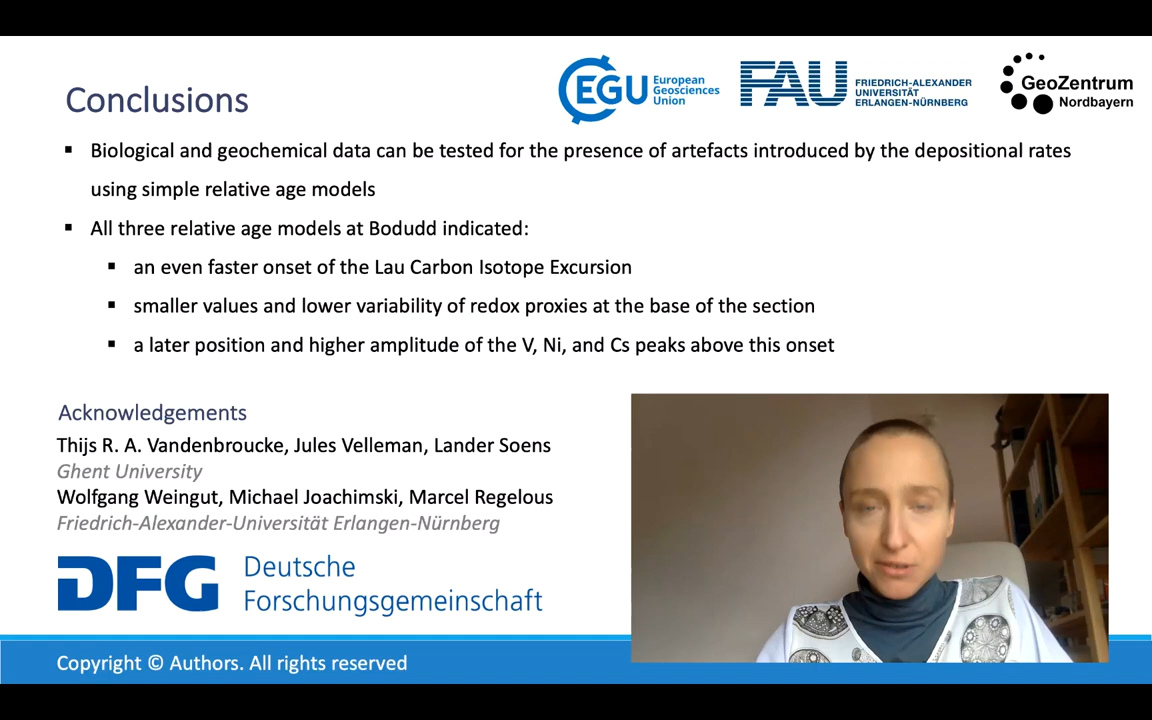 EGU European Geosciences Union
FAU FRIEDRICH-ALEXANDER UNIVERSITÄT ERLANGEN-NÜRNBERG
GeoZentrum Nordbayern
Conclusions
Biological and geochemical data can be tested for the presence of artefacts introduced by the depositional rates
using simple relative age models
All three relative age models at Bodudd indicated:
an even faster onset of the Lau Carbon Isotope Excursion
smaller values and lower variability of redox proxies at the base of the section
a later position and higher amplitude of the V, Ni, and Cs peaks above this onset
Acknowledgements
Thijs R. A. Vandenbroucke, Jules Velleman, Lander Soens
Ghent University
Wolfgang Weingut, Michael Joachimski, Marcel Regelous
Friedrich-Alexander-Universität Erlangen-Nürnberg
DFG Deutsche
Forschungsgemeinschaft
Copyright © Authors. All rights reserved